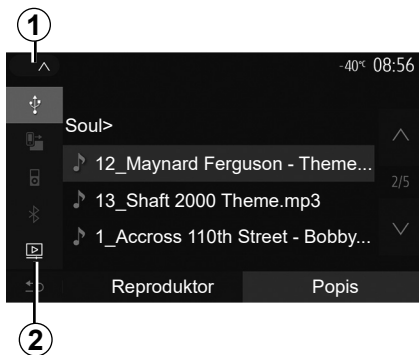 1
-40°C 08:56
Soul>
12_Maynard Ferguson - Theme...
2/5
13_Shaft 2000 Theme.mp3
1_Accross 110th Street - Bobby...
Reproduktor Popis
2